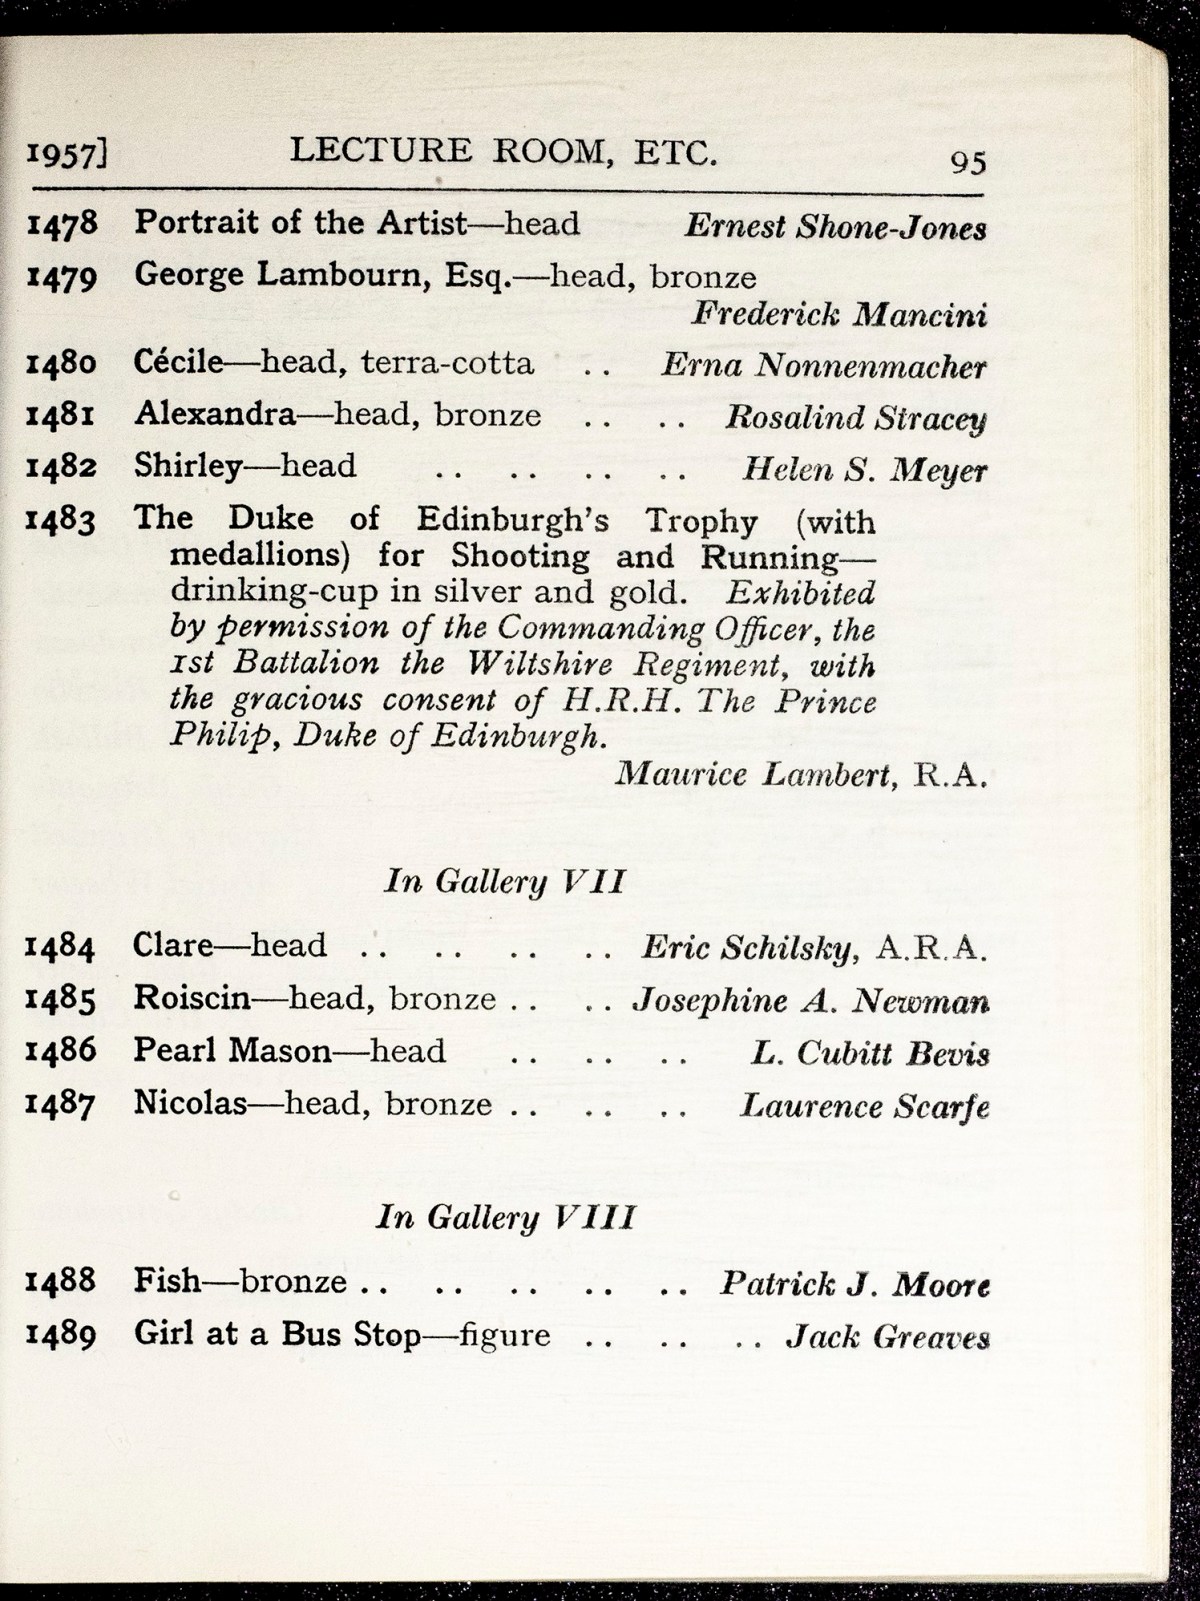 1957] LECTURE ROOM, ETC. 95
1478 Portrait of the Artist—head Ernest Shone-Jones
1479 George Lambourn, Esq.—head, bronze
Frederick Mancini
1480 Cécile—head, terra-cotta .. Erna Nonnenmacher
1481 Alexandra—head, bronze .. .. Rosalind Stracey
1482 Shirley—head .. .. .. .. Helen S. Meyer
1483 The Duke of Edinburgh's Trophy (with
medallions) for Shooting and Running—
drinking-cup in silver and gold. Exhibited
by permission of the Commanding Officer, the
1st Battalion the Wiltshire Regiment, with
the gracious consent of H.R.H. The Prince
Philip, Duke of Edinburgh.
Maurice Lambert, R.A.
In Gallery VII
1484 Clare—head .. .. .. .. Eric Schilsky, A.R.A.
1485 Roiscin—head, bronze .. .. Josephine A. Newman
1486 Pearl Mason—head .. .. .. L. Cubitt Bevis
1487 Nicolas—head, bronze .. .. .. Laurence Scarfe
In Gallery VIII
1488 Fish—bronze .. .. .. .. .. Patrick J. Moore
1489 Girl at a Bus Stop—figure .. .. .. Jack Greaves